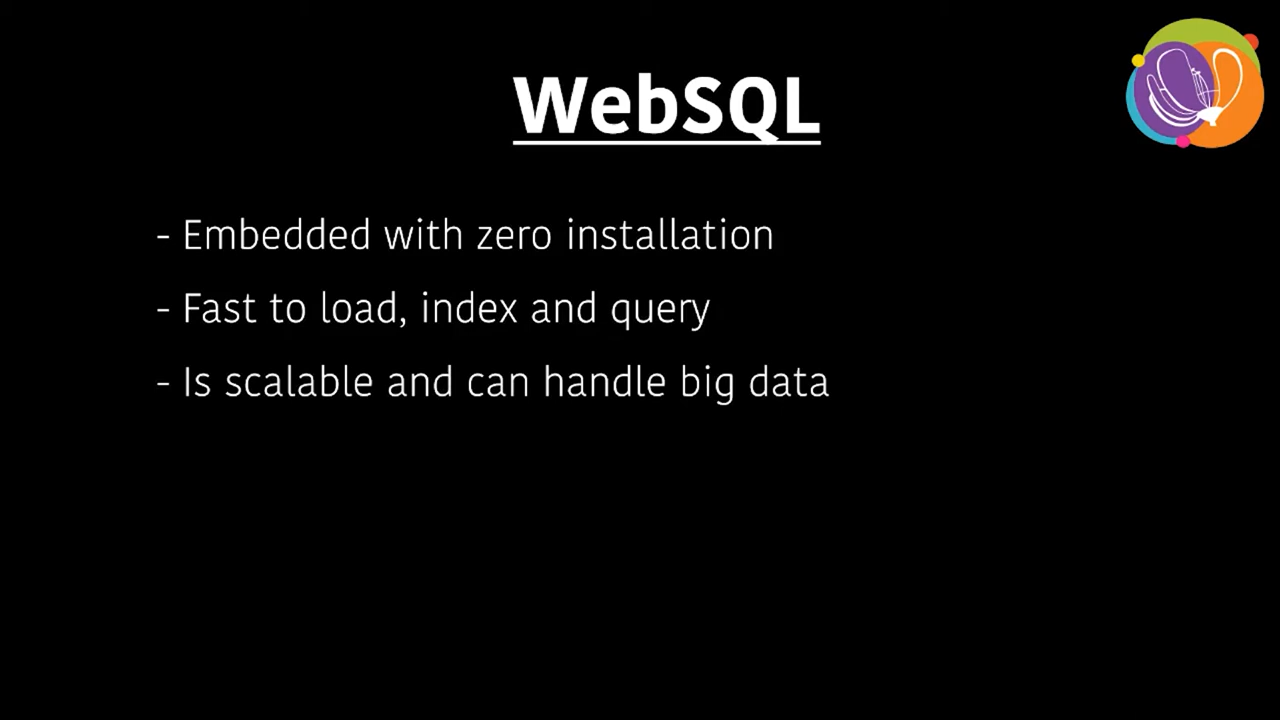 WebSQL
- Embedded with zero installation
- Fast to load, index and query
- Is scalable and can handle big data